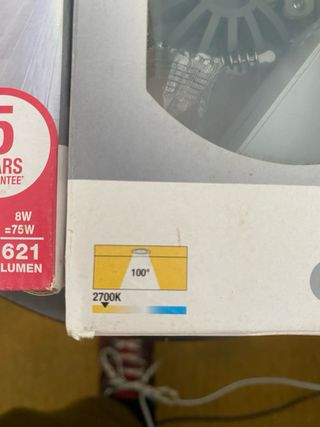 5
ARS
NTEE*
8W
=75W
621
LUMEN
100°
2700K